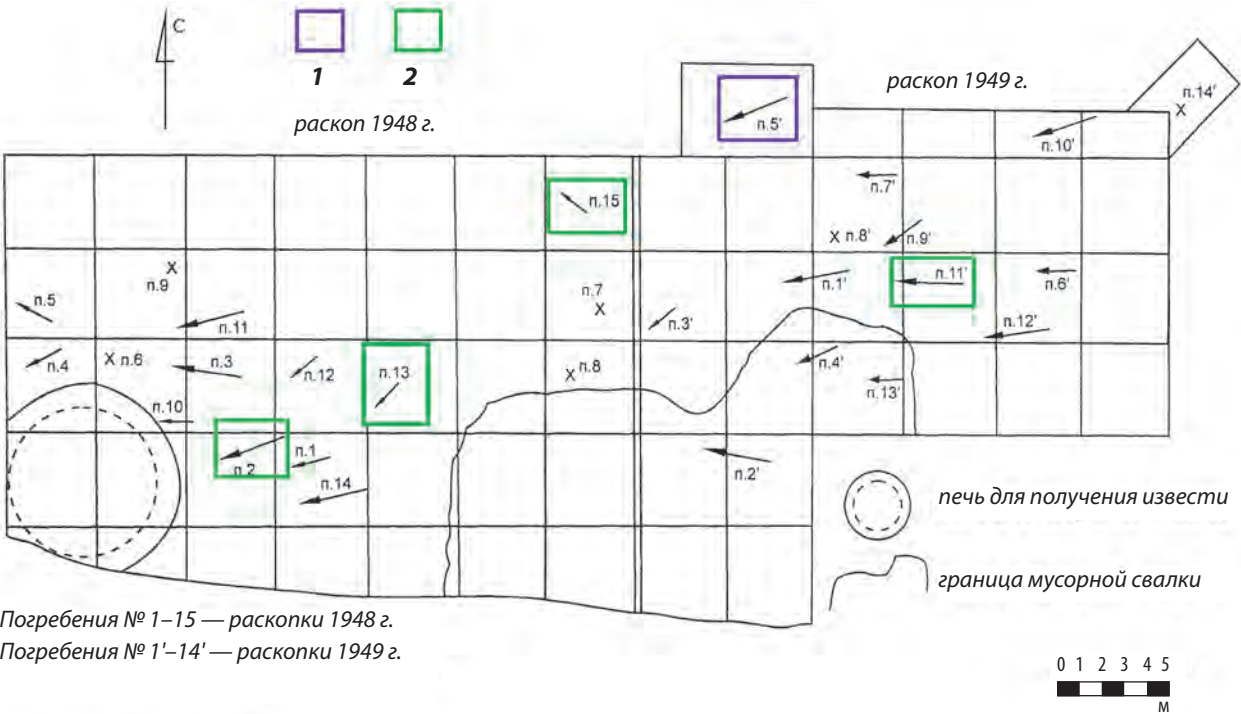 С
1 2
раскоп 1948 г.
раскоп 1949 г.
п.14'
п.5'
п.10'
п.7'
п.15
п.8' п.9'
п.9
п.7
п.1'
п.11'
п.6'
п.5
п.11
п.3'
п.12'
п.4
п.6
п.3
п.12
п.13
п.8
п.4'
п.13'
п.10
п.2
п.1
п.14
п.2'
печь для получения извести
граница мусорной свалки
Погребения № 1–15 — раскопки 1948 г.
Погребения № 1'–14' — раскопки 1949 г.
0 1 2 3 4 5
м